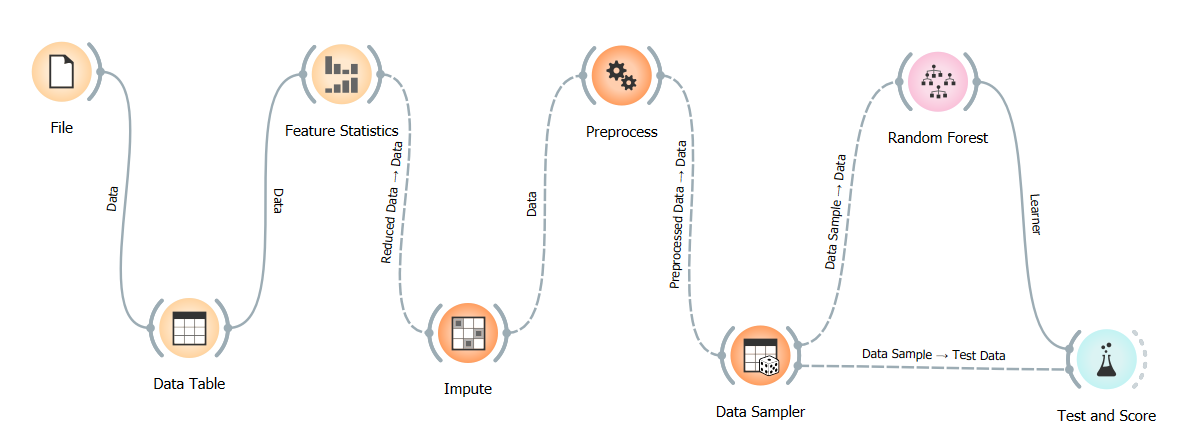 File
Feature Statistics
Preprocess
Random Forest
Data
Data
Reduced Data → Data
Data
Preprocessed Data → Data
Data Sample → Data
Learner
Data Sample → Test Data
Data Table
Impute
Data Sampler
Test and Score